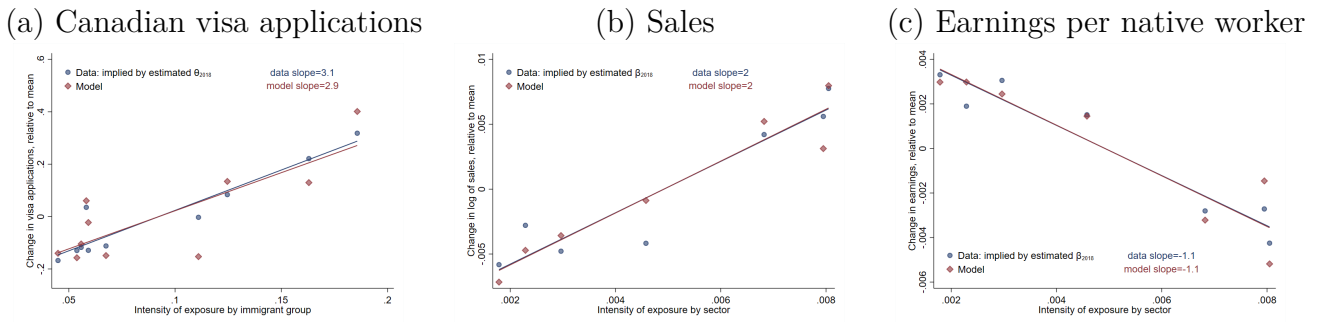 (a) Canadian visa applications
Change in visa applications, relative to mean
.6
.4
.2
0
-.2
Data: implied by estimated θ2018
Model
data slope=3.1
model slope=2.9
.05
.1
.15
.2
Intensity of exposure by immigrant group
(b) Sales
Change in log of sales, relative to mean
.01
.005
0
-.005
Data: implied by estimated β2018
Model
data slope=2
model slope=2
.002
.004
.006
.008
Intensity of exposure by sector
(c) Earnings per native worker
Change in earnings, relative to mean
.004
.002
0
-.002
-.004
-.006
Data: implied by estimated β2018
Model
data slope=-1.1
model slope=-1.1
.002
.004
.006
.008
Intensity of exposure by sector